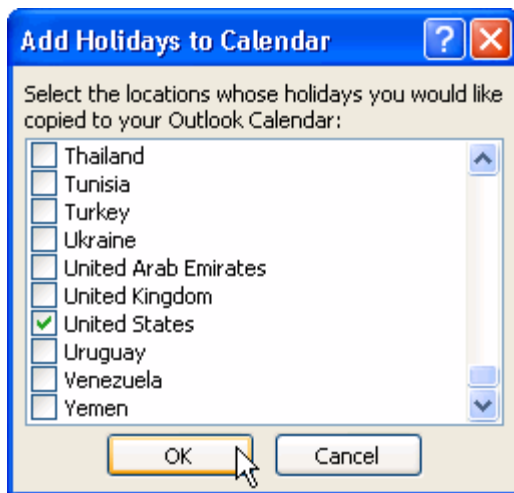 Add Holidays to Calendar
Select the locations whose holidays you would like
copied to your Outlook Calendar:
Thailand
Tunisia
Turkey
Ukraine
United Arab Emirates
United Kingdom
United States
Uruguay
Venezuela
Yemen
OK Cancel